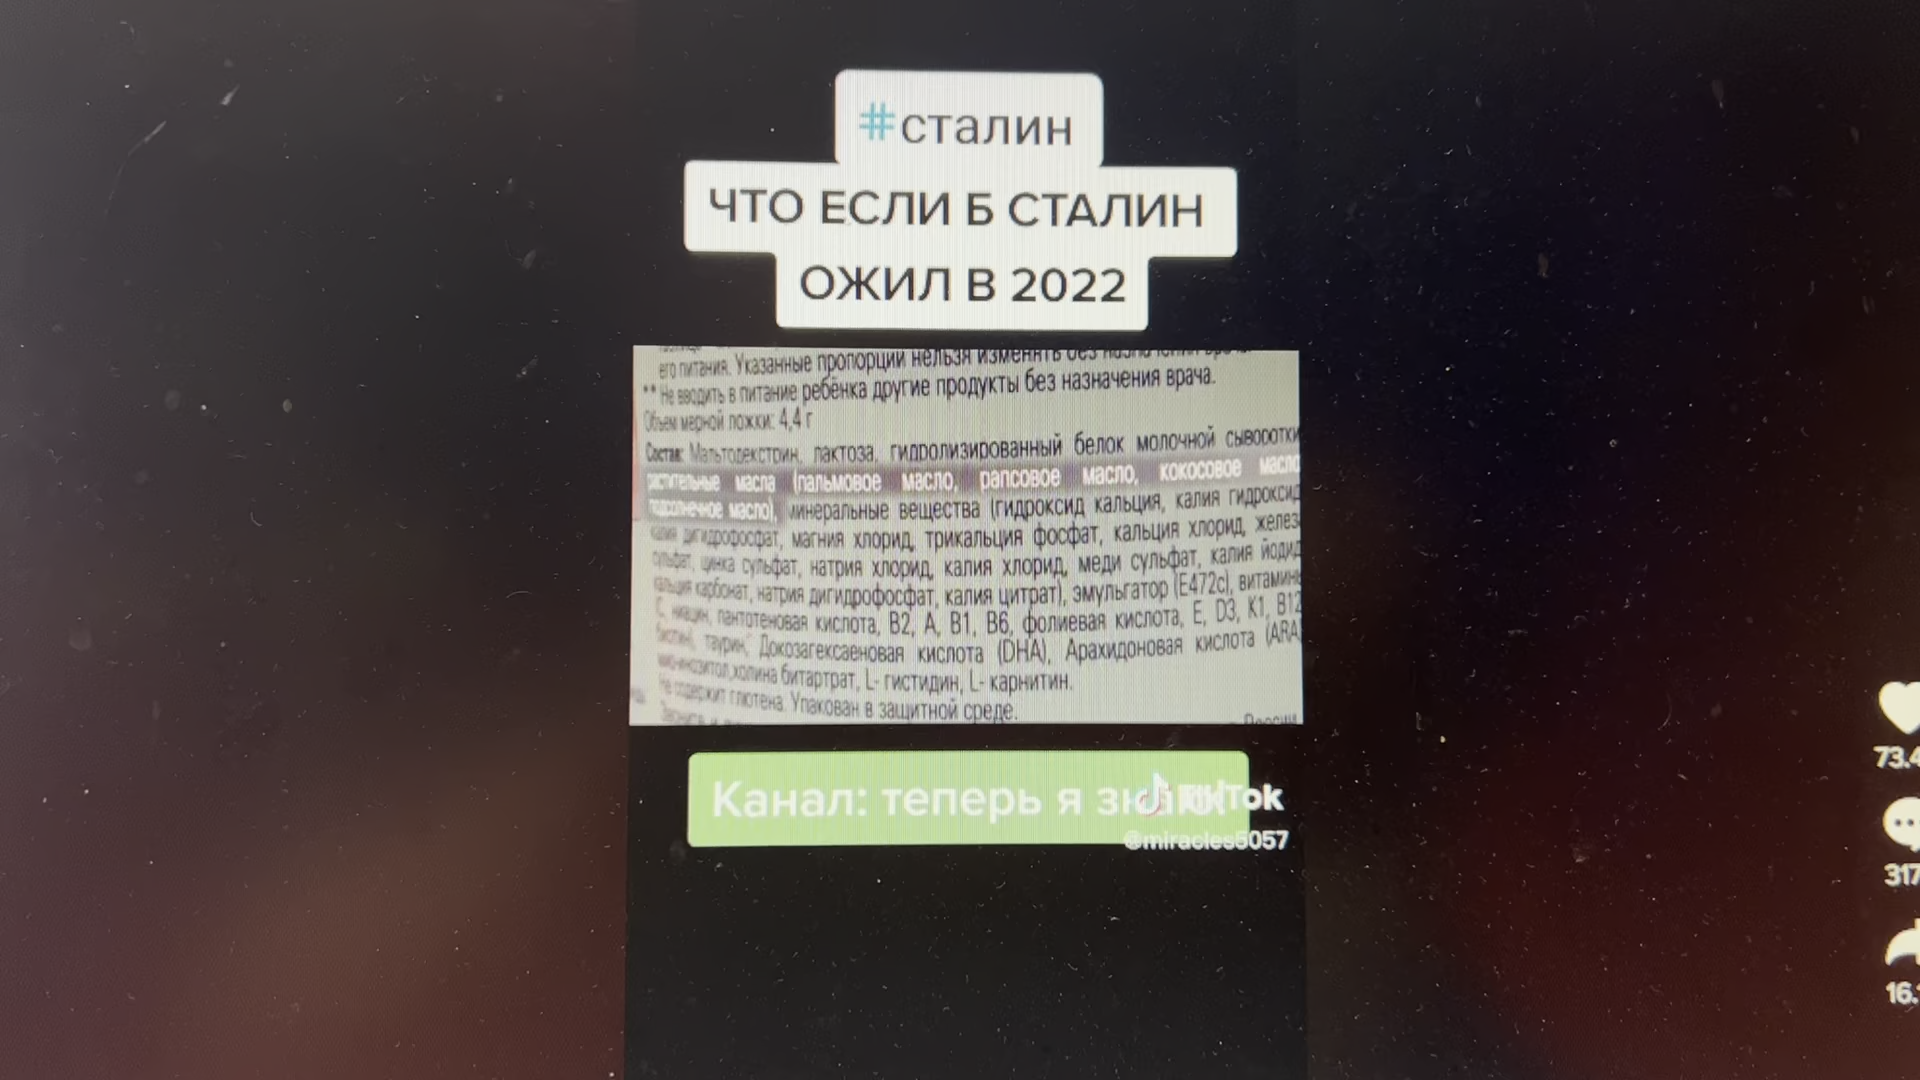 #сталин
ЧТО ЕСЛИ Б СТАЛИН
ОЖИЛ В 2022
его питания. Указанные пропорции нельзя изменять без
** Не вводить в питание ребёнка другие продукты без назначения врача.
Объем мерной ложки: 4,4 г
Состав: Мальтодекстрин, лактоза, гидролизированный белок молочной сыворотки
растительные масла (пальмовое масло, рапсовое масло, кокосовое масло
подсолнечное масло), минеральные вещества (гидроксид кальция, калия гидроксид
калия дигидрофосфат, магния хлорид, трикальция фосфат, кальция хлорид, желез
сульфат, цинка сульфат, натрия хлорид, калия хлорид, меди сульфат, калия йодид
кальция карбонат, натрия дигидрофосфат, калия цитрат), эмульгатор (E472c), витамины
C, ниацин, пантотеновая кислота, B2, A, B1, B6, фолиевая кислота, E, D3, K1, B12
биотин, таурин, Докозагексаеновая кислота (DHA), Арахидоновая кислота (ARA)
мио-инозитол, холина битартрат, L- гистидин, L- карнитин.
Не содержит глютена. Упакован в защитной среде.
России
Канал: теперь я знаю!
TikTok
@miracles5057
73.4
317
16.